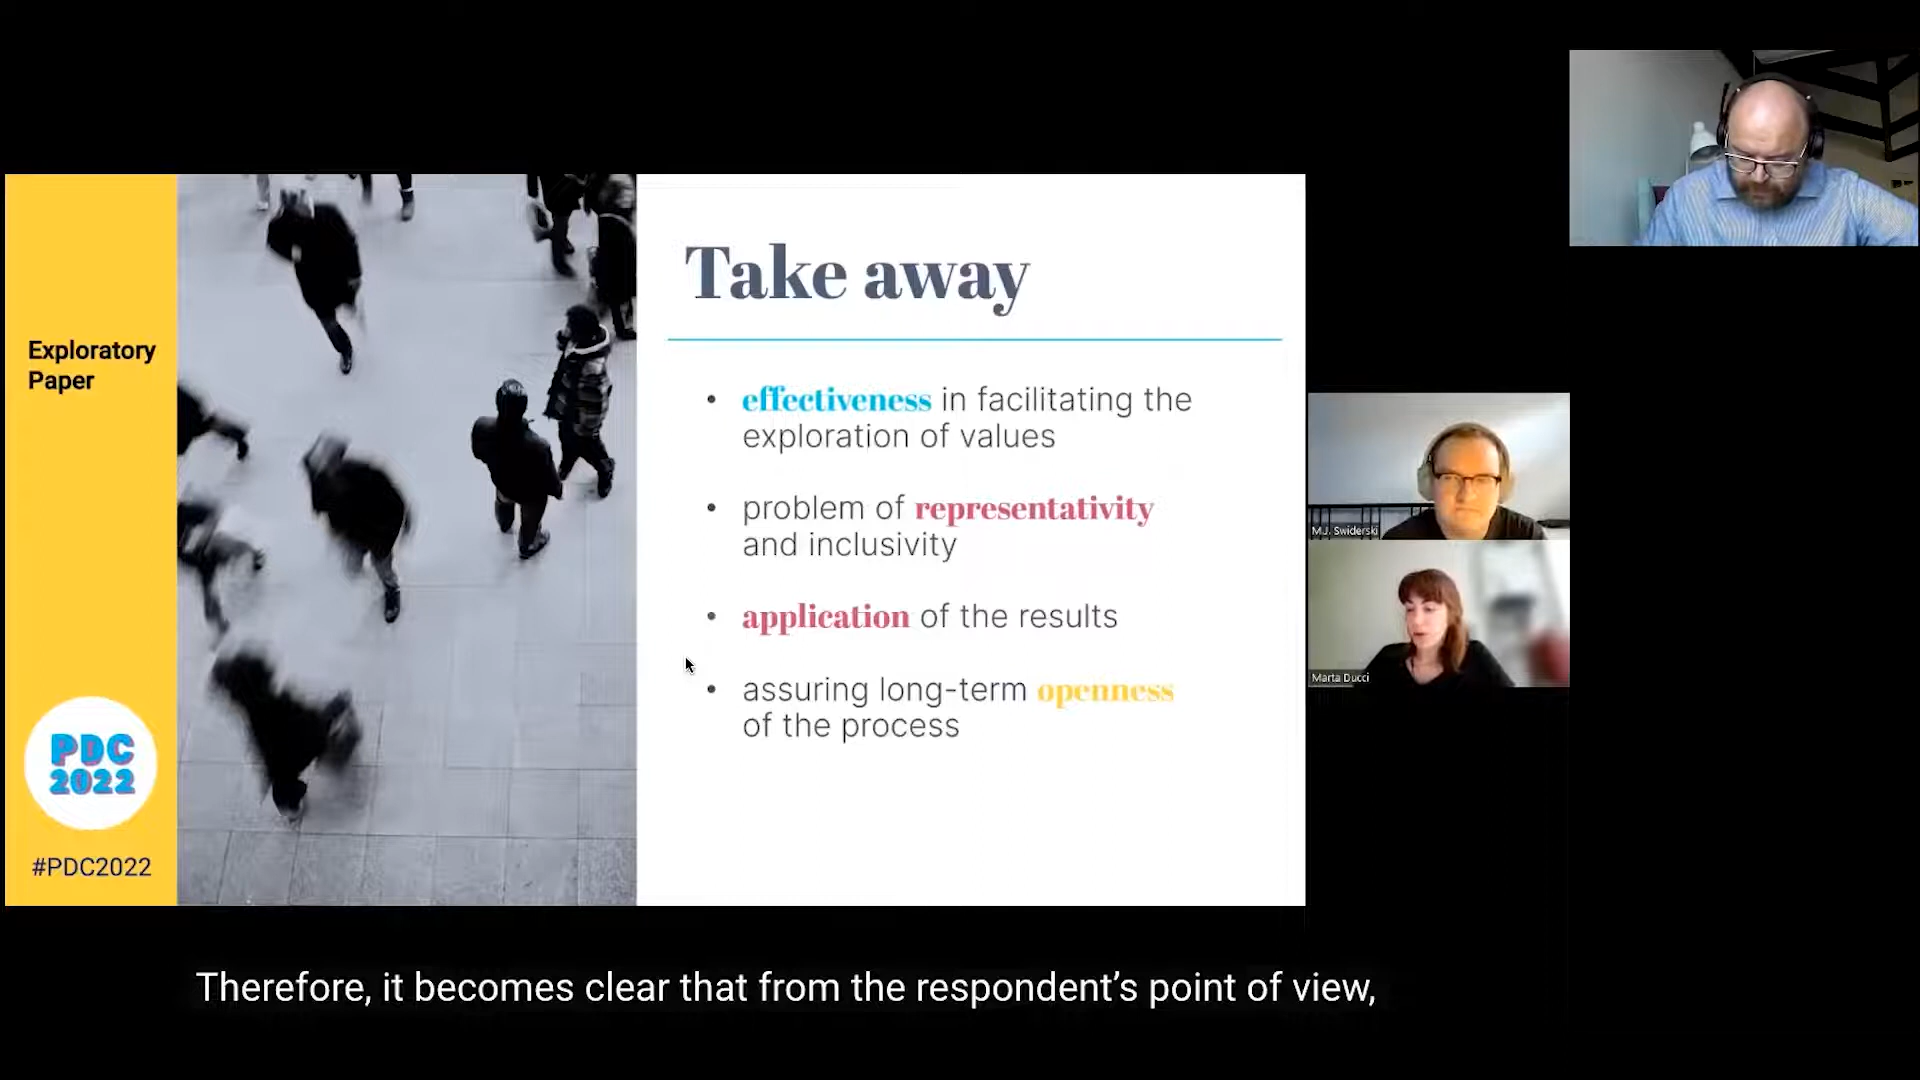 Exploratory
Paper
PDC
2022
#PDC2022
Take away
• effectiveness in facilitating the
exploration of values
• problem of representativity
and inclusivity
• application of the results
• assuring long-term openness
of the process
M.J. Swiderski
Marta Ducci
Therefore, it becomes clear that from the respondent’s point of view,